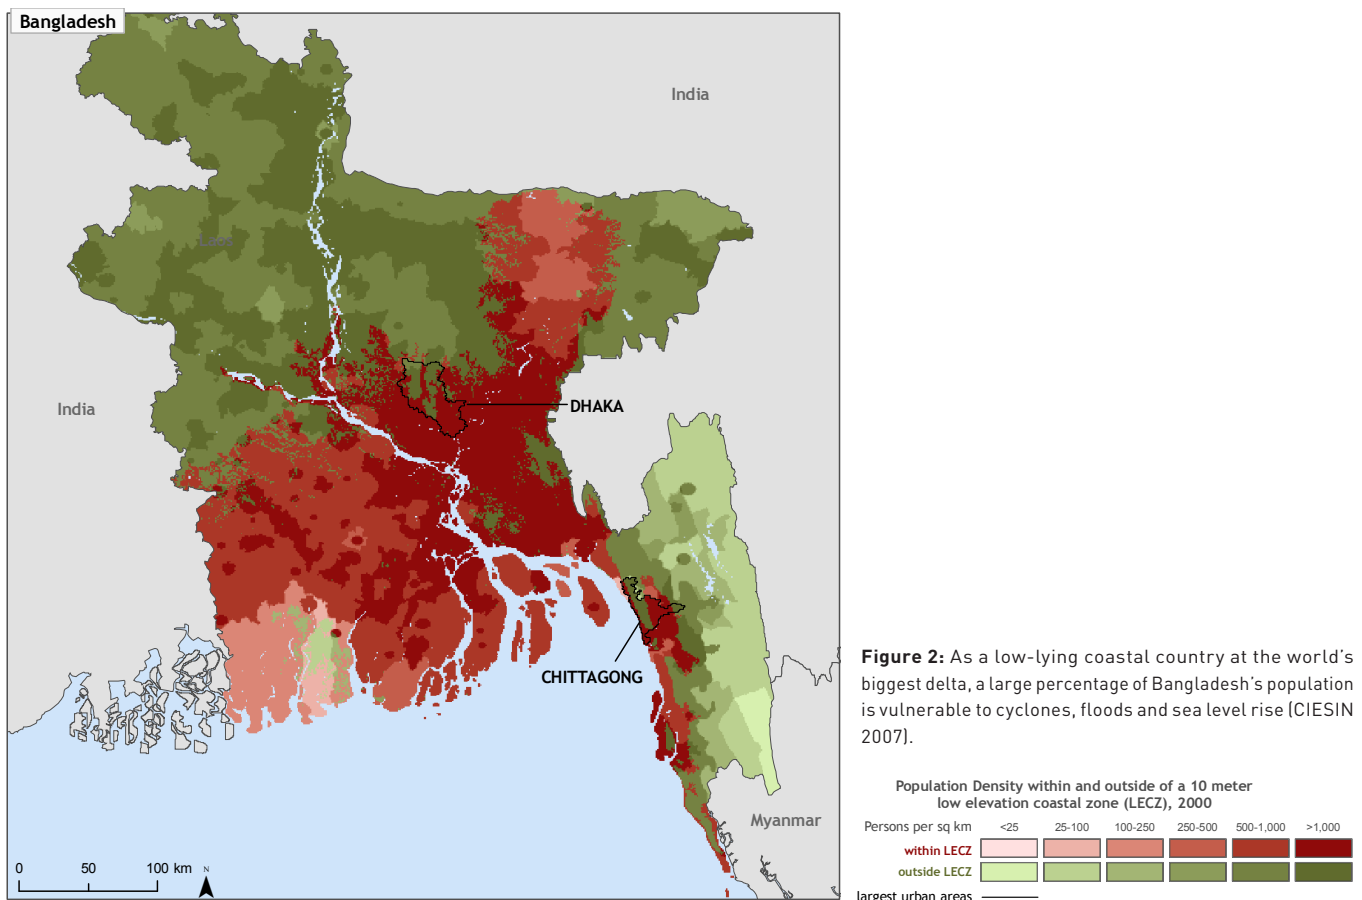 Bangladesh
India
Laos
India
DHAKA
CHITTAGONG
Myanmar
0 50 100 km N
Figure 2: As a low-lying coastal country at the world's
biggest delta, a large percentage of Bangladesh's population
is vulnerable to cyclones, floods and sea level rise (CIESIN
2007).
Population Density within and outside of a 10 meter
low elevation coastal zone (LECZ), 2000
Persons per sq km <25 25-100 100-250 250-500 500-1,000 >1,000
within LECZ
outside LECZ
largest urban areas